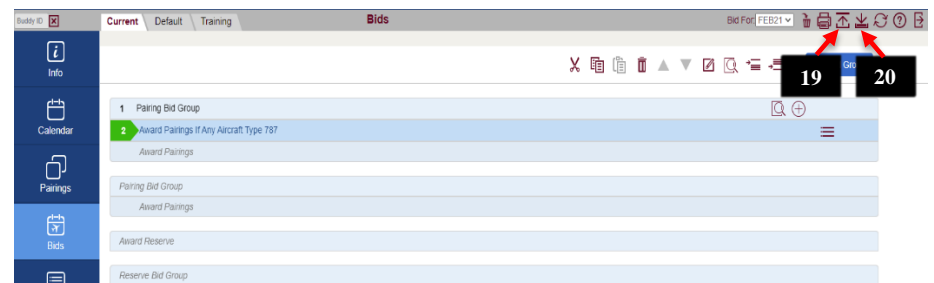 Buddy ID Current Default Training Bids Bid For: FEB21
Info
19 Gro 20
1 Pairing Bid Group
Calendar
2 Award Pairings If Any Aircraft Type 787
Award Pairings
Pairings
Pairing Bid Group
Award Pairings
Bids
Award Reserve
Reserve Bid Group